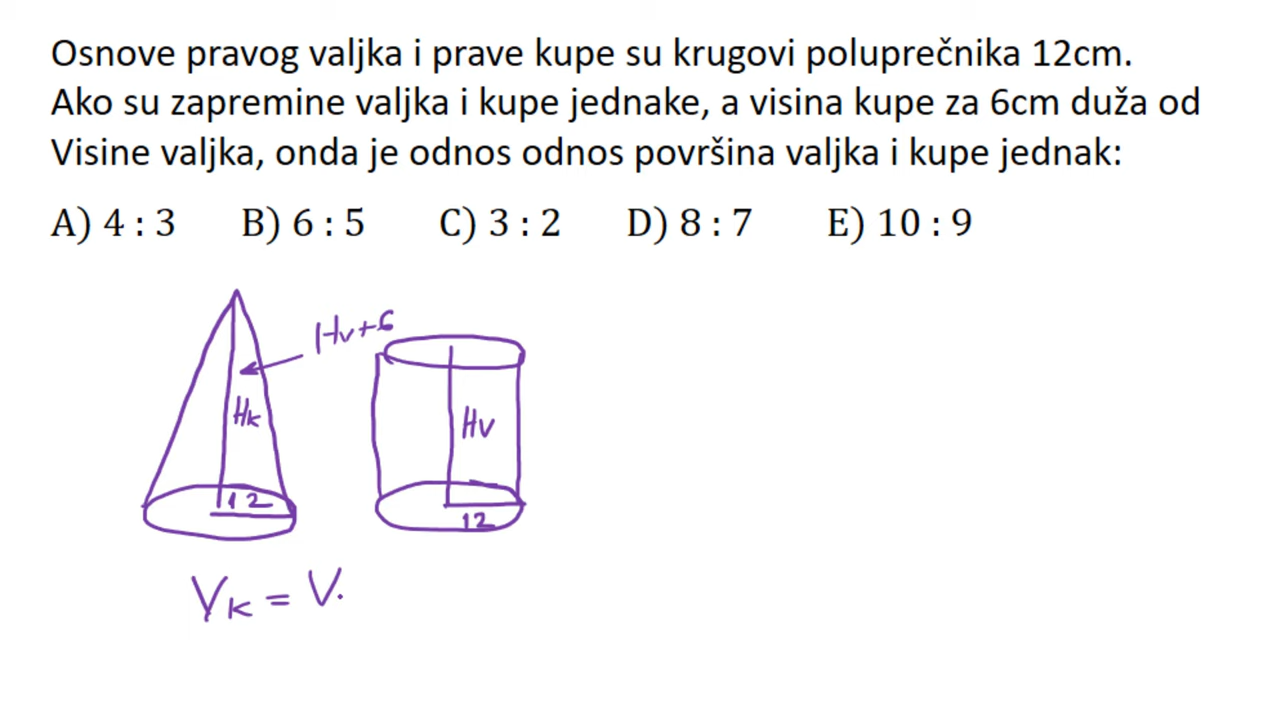 Osnove pravog valjka i prave kupe su krugovi poluprečnika 12cm.
Ako su zapremine valjka i kupe jednake, a visina kupe za 6cm duža od
Visine valjka, onda je odnos odnos površina valjka i kupe jednak:
A) 4 : 3 B) 6 : 5 C) 3 : 2 D) 8 : 7 E) 10 : 9
Hv+6
Hk
Hv
12
12
Vk = V.